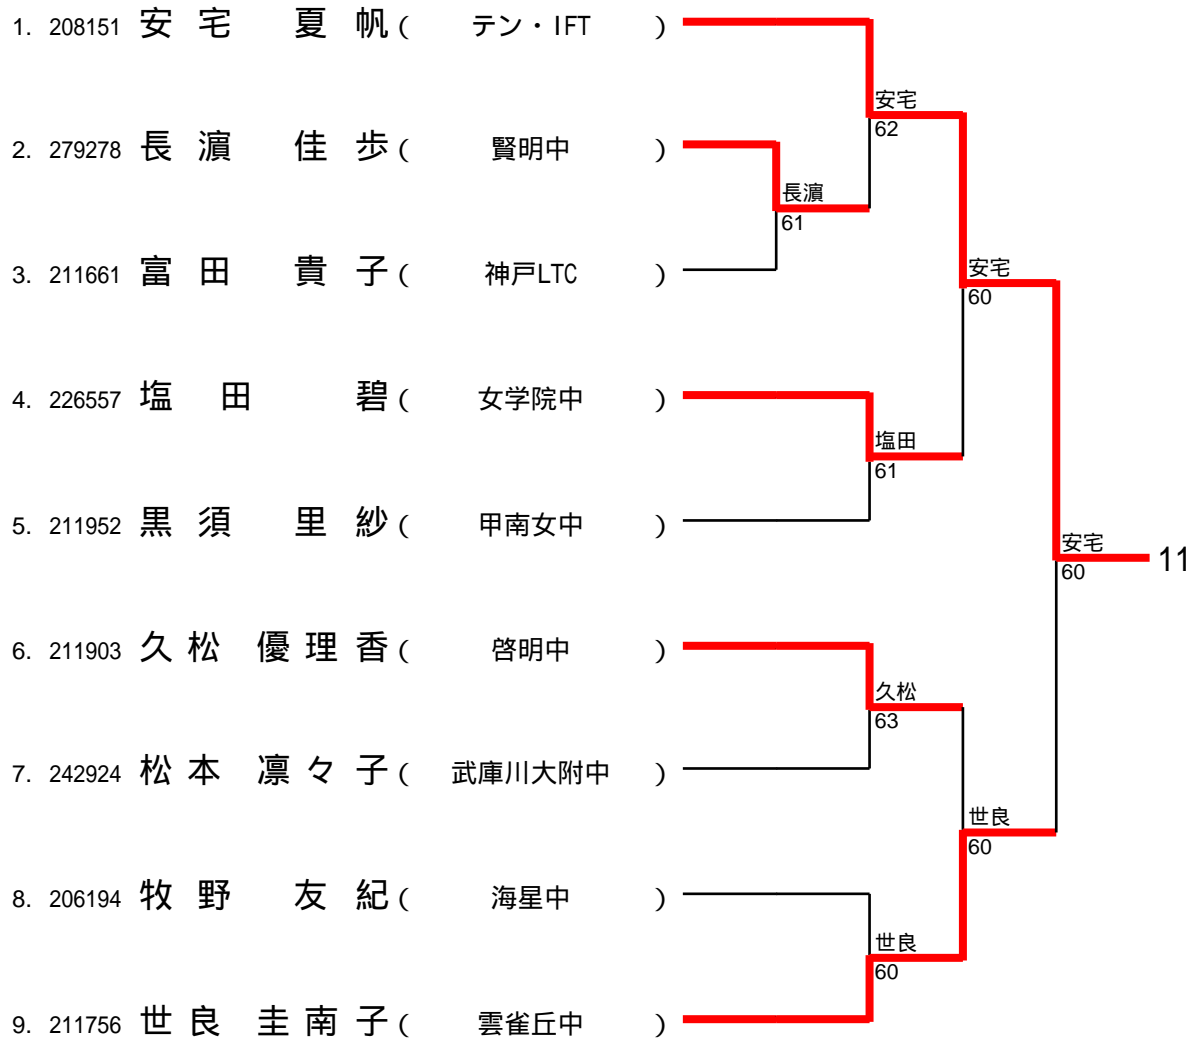 1. 208151 安宅 夏帆 ( テン・IFT )
安宅
62
2. 279278 長濵 佳歩 ( 賢明中 )
長濵
61
3. 211661 富田 貴子 ( 神戸LTC )
安宅
60
4. 226557 塩田 碧 ( 女学院中 )
塩田
61
5. 211952 黒須 里紗 ( 甲南女中 )
安宅
60
11
6. 211903 久松 優理香 ( 啓明中 )
久松
63
7. 242924 松本 凛々子 ( 武庫川大附中 )
世良
60
8. 206194 牧野 友紀 ( 海星中 )
世良
60
9. 211756 世良 圭南子 ( 雲雀丘中 )